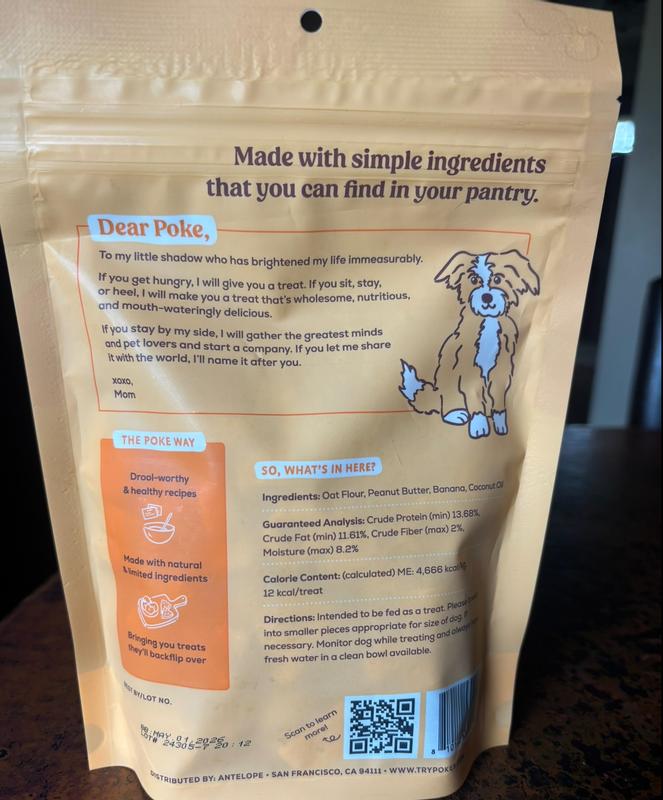 Made with simple ingredients
that you can find in your pantry.
Dear Poke,
To my little shadow who has brightened my life immeasurably.
If you get hungry, I will give you a treat. If you sit, stay,
or heel, I will make you a treat that's wholesome, nutritious,
and mouth-wateringly delicious.
If you stay by my side, I will gather the greatest minds
and pet lovers and start a company. If you let me share
it with the world, I'll name it after you.
xoxo,
Mom
THE POKE WAY
Drool-worthy
& healthy recipes
Made with natural
& limited ingredients
Bringing you treats
they'll backflip over
SO, WHAT'S IN HERE?
Ingredients: Oat Flour, Peanut Butter, Banana, Coconut Oil
Guaranteed Analysis: Crude Protein (min) 13.68%,
Crude Fat (min) 11.61%, Crude Fiber (max) 2%,
Moisture (max) 8.2%
Calorie Content: (calculated) ME: 4,666 kcal/kg,
12 kcal/treat
Directions: Intended to be fed as a treat. Please
into smaller pieces appropriate for size of dog, if
necessary. Monitor dog while treating and always
fresh water in a clean bowl available.
BEST BY/LOT NO.
BB:MAY 01 2026
LOT# 24305-7 20:12
Scan to learn
more!
8
DISTRIBUTED BY: ANTELOPE • SAN FRANCISCO, CA 94111 • WWW.TRYPOKE